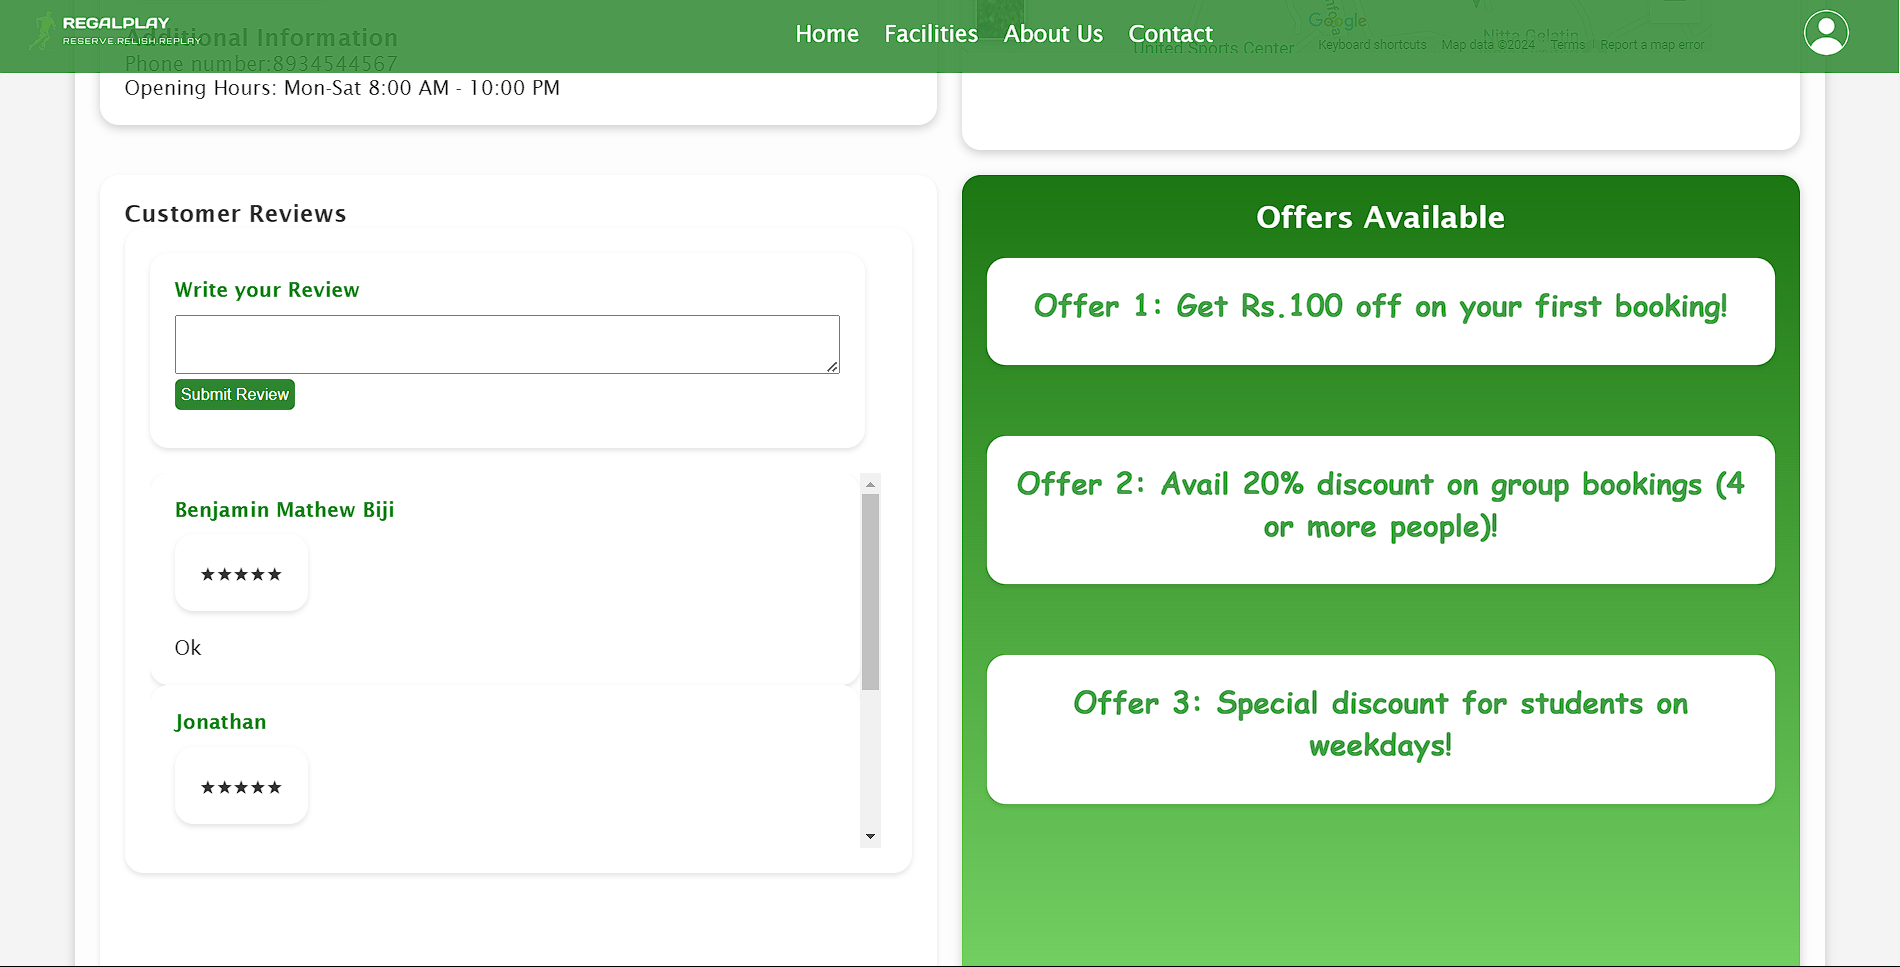 REGALPLAY
RESERVE.RELISH.REPLAY
Home
Facilities
About Us
Contact
Additional Information
Phone number:8934544567
Opening Hours: Mon-Sat 8:00 AM - 10:00 PM
Google
United Sports Center
Nitta Gelatin
Keyboard shortcuts
Map data ©2024
Terms
Report a map error
Customer Reviews
Write your Review
Submit Review
Benjamin Mathew Biji
★★★★★
Ok
Jonathan
★★★★★
Offers Available
Offer 1: Get Rs.100 off on your first booking!
Offer 2: Avail 20% discount on group bookings (4
or more people)!
Offer 3: Special discount for students on
weekdays!